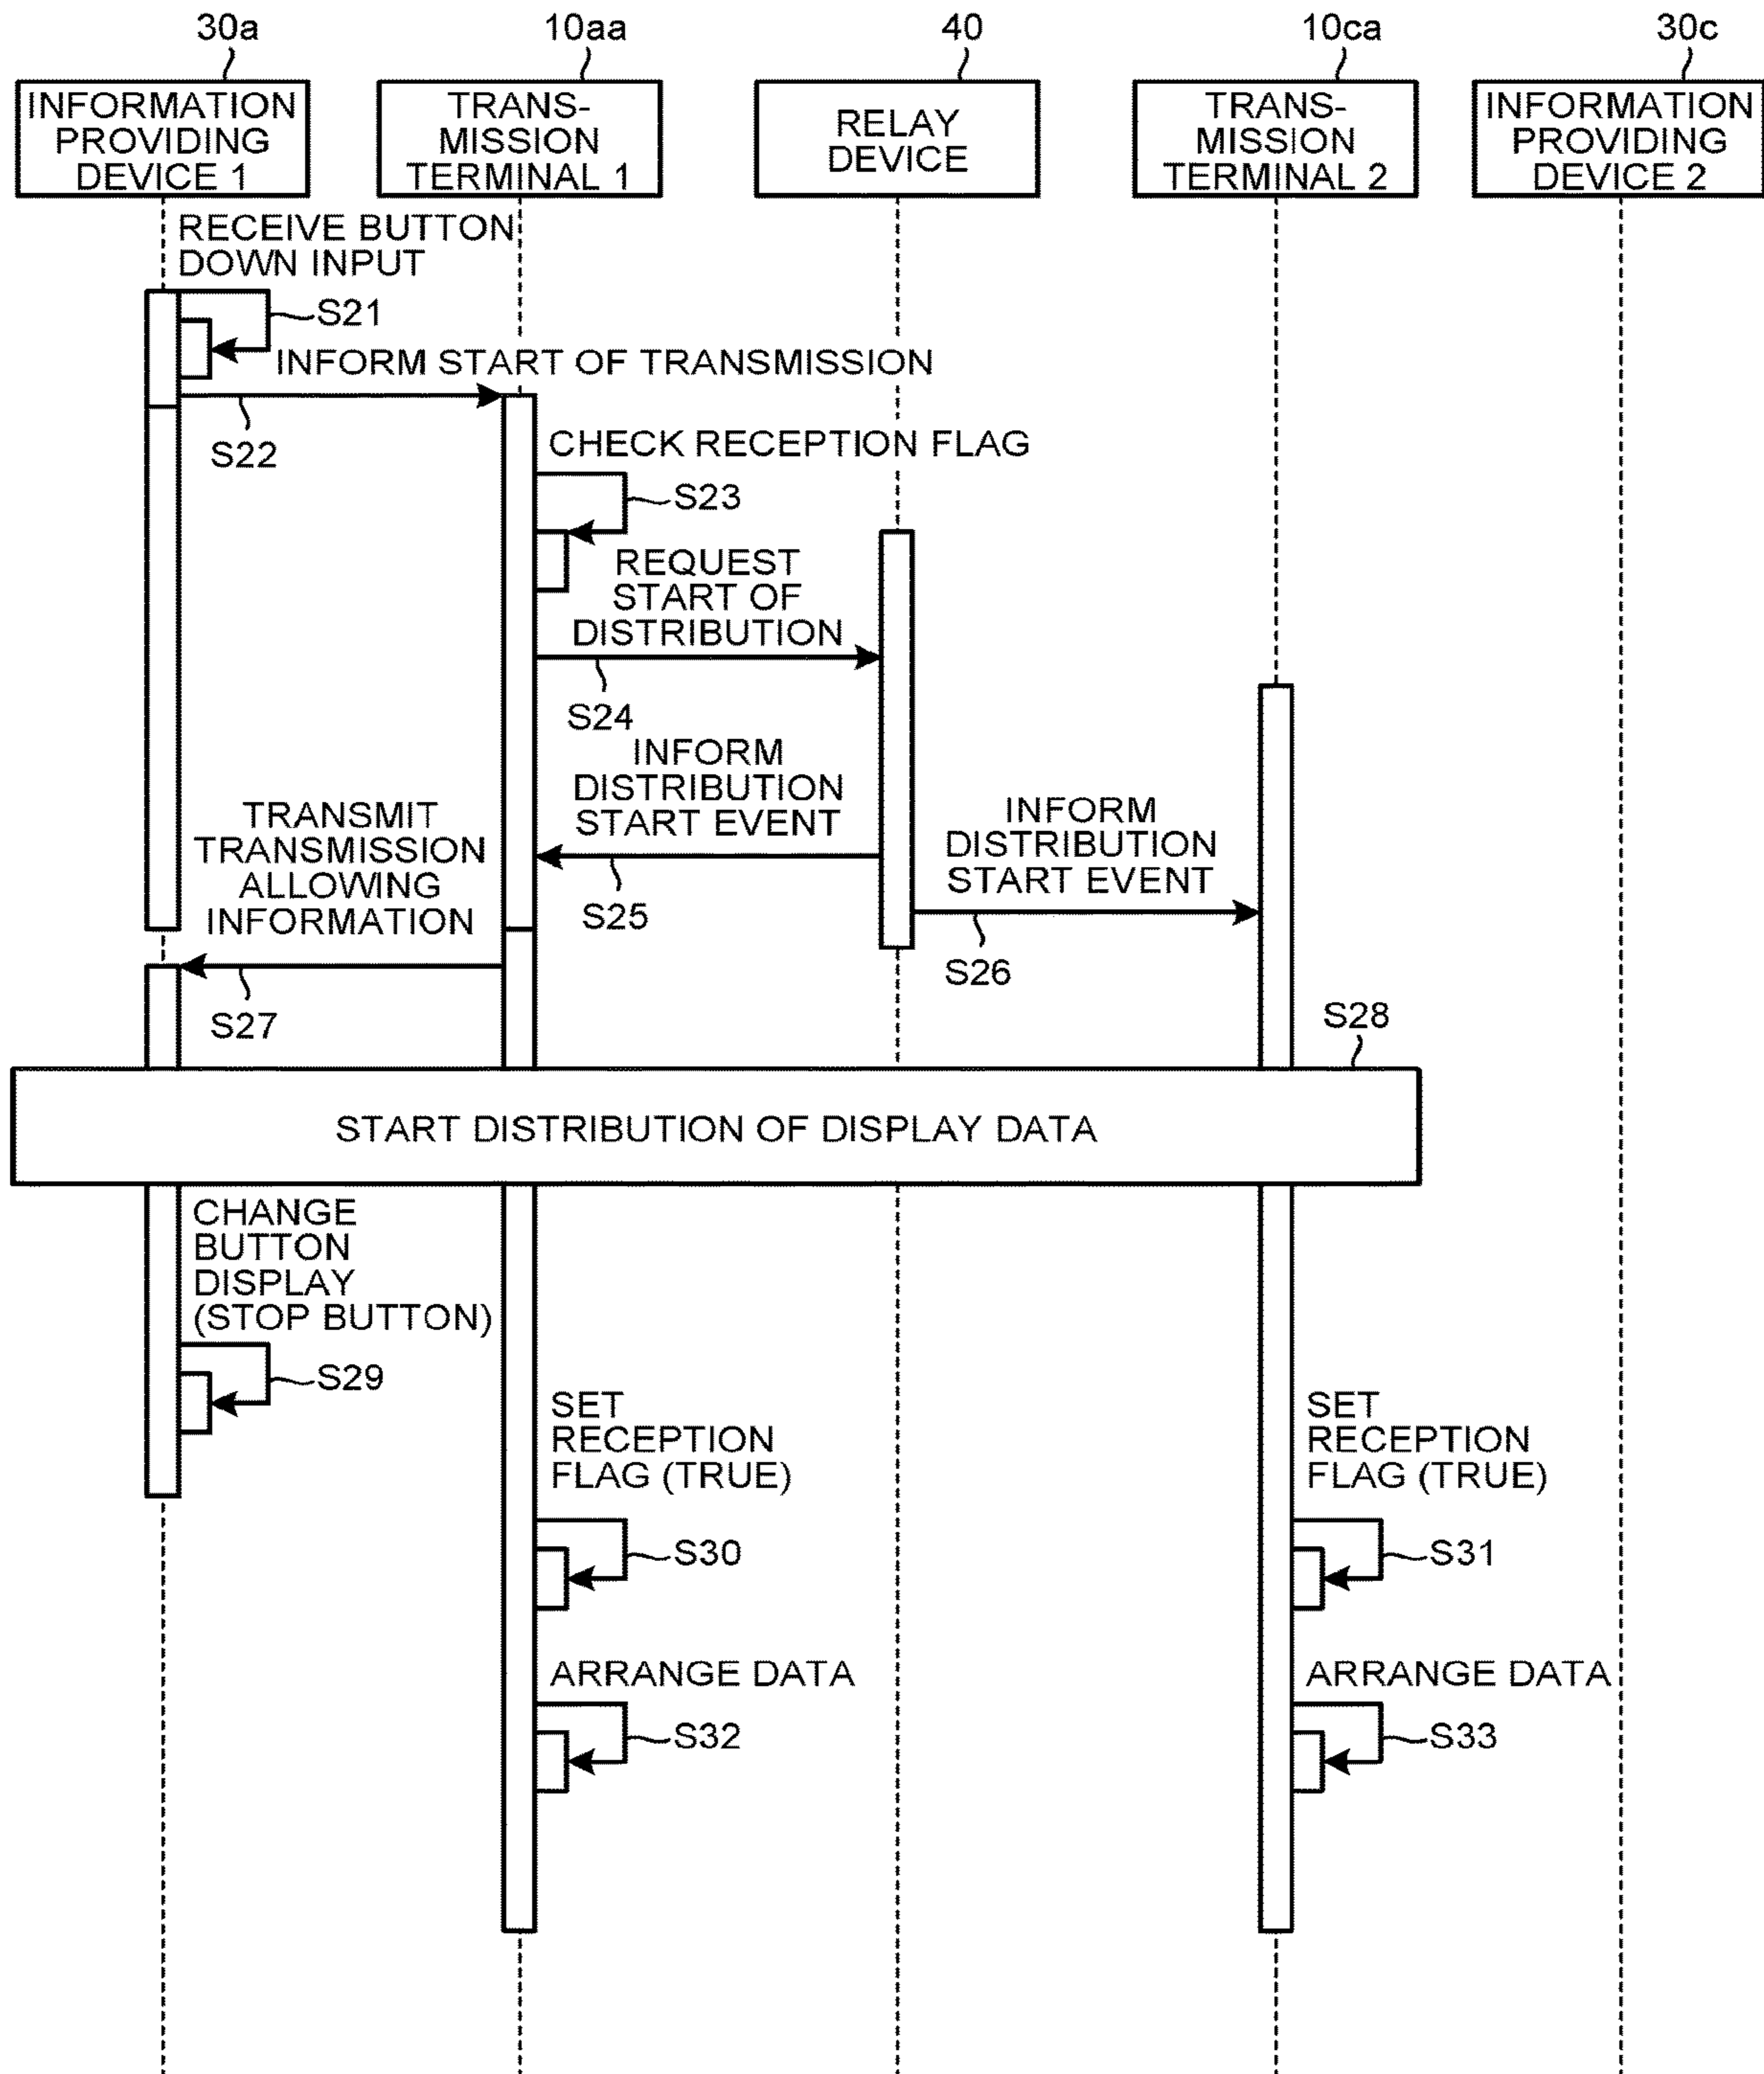 30a
10aa
40
10ca
30c
INFORMATION
PROVIDING
DEVICE 1
TRANS-
MISSION
TERMINAL 1
RELAY
DEVICE
TRANS-
MISSION
TERMINAL 2
INFORMATION
PROVIDING
DEVICE 2
RECEIVE BUTTON
DOWN INPUT
S21
INFORM START OF TRANSMISSION
S22
CHECK RECEPTION FLAG
S23
REQUEST
START OF
DISTRIBUTION
S24
INFORM
DISTRIBUTION
START EVENT
S25
INFORM
DISTRIBUTION
START EVENT
S26
TRANSMIT
TRANSMISSION
ALLOWING
INFORMATION
S27
S28
START DISTRIBUTION OF DISPLAY DATA
CHANGE
BUTTON
DISPLAY
(STOP BUTTON)
S29
SET
RECEPTION
FLAG (TRUE)
S30
SET
RECEPTION
FLAG (TRUE)
S31
ARRANGE DATA
S32
ARRANGE DATA
S33